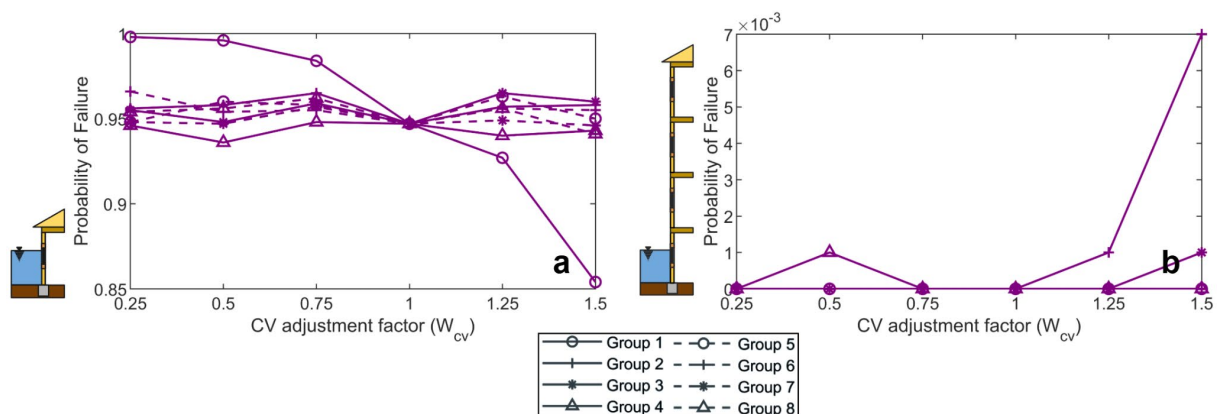 1
0.95
0.9
0.85
Probability of Failure
a
0.25 0.5 0.75 1 1.25 1.5
CV adjustment factor (Wcv)
×10-3
7
6
5
4
3
2
1
0
Probability of Failure
b
0.25 0.5 0.75 1 1.25 1.5
CV adjustment factor (Wcv)
Group 1 Group 5
Group 2 Group 6
Group 3 Group 7
Group 4 Group 8